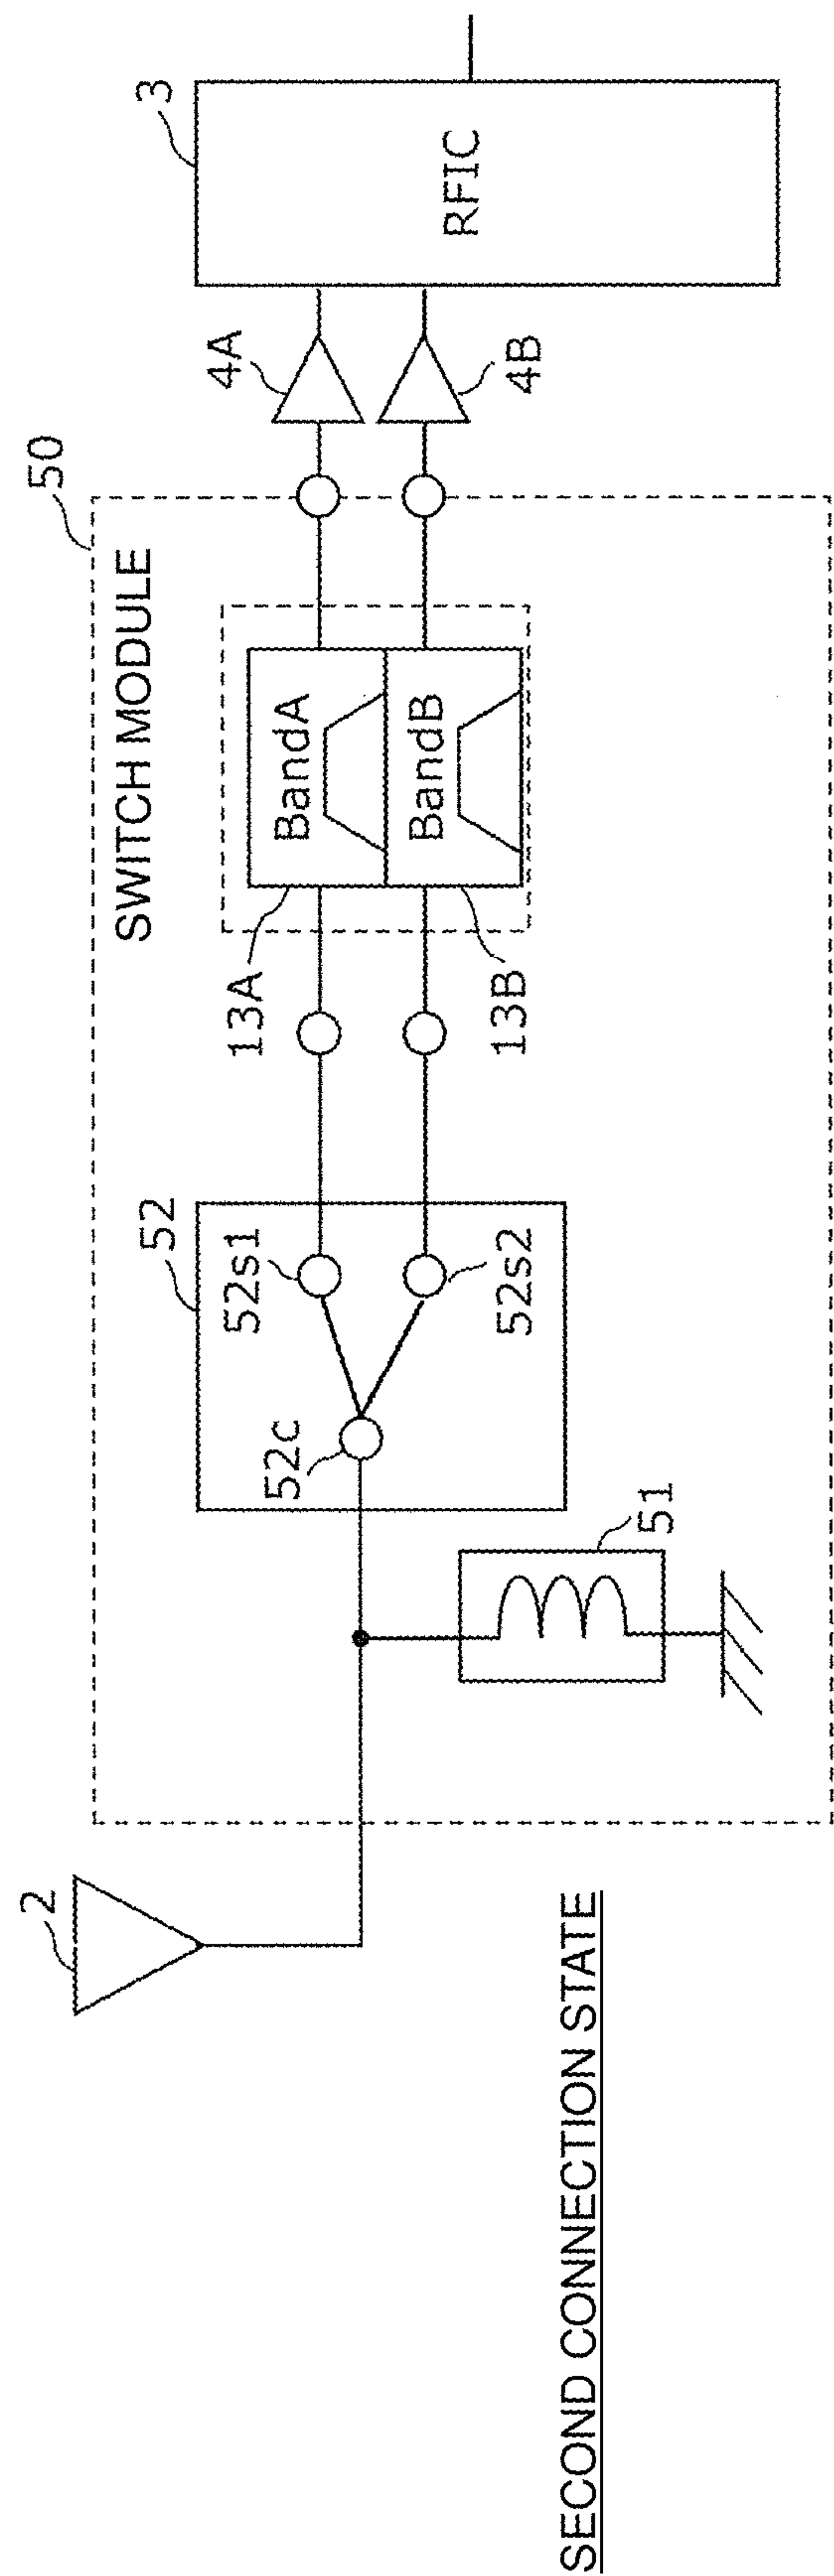 2
50
SWITCH MODULE
52
52c
52s1
52s2
51
13A
BandA
BandB
13B
4A
4B
3
RFIC
SECOND CONNECTION STATE